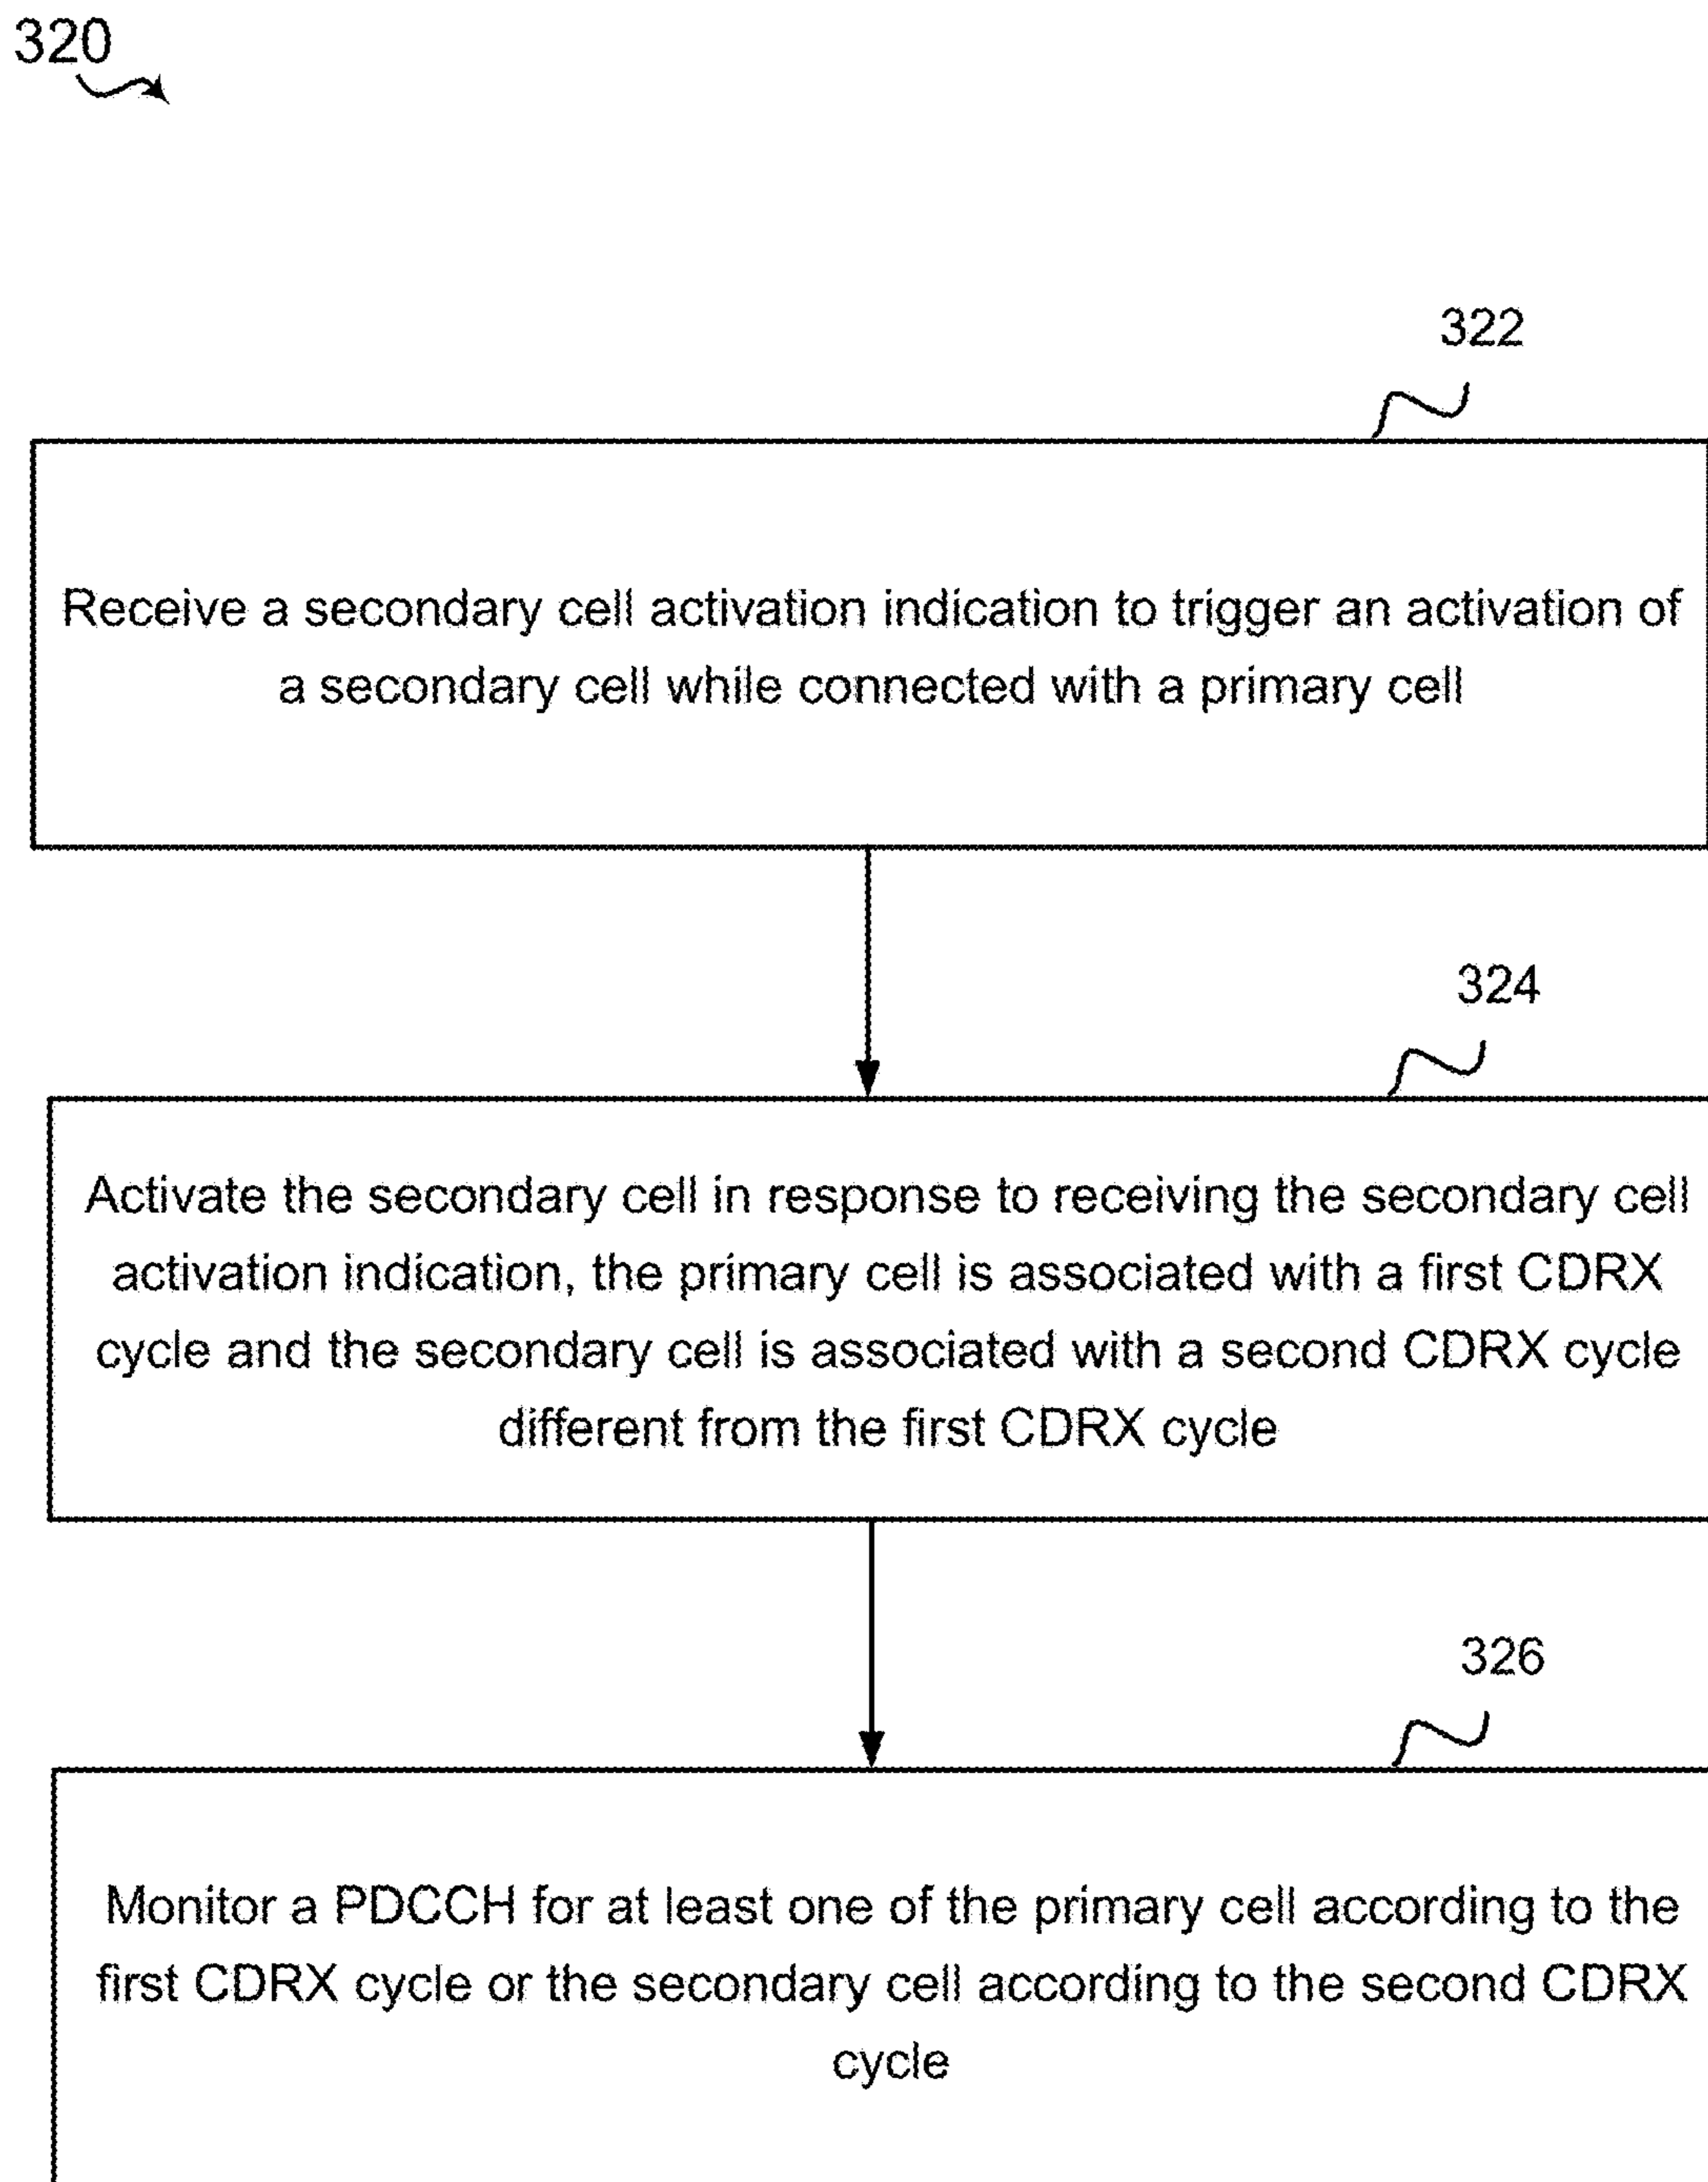 320
322
Receive a secondary cell activation indication to trigger an activation of
a secondary cell while connected with a primary cell
324
Activate the secondary cell in response to receiving the secondary cell
activation indication, the primary cell is associated with a first CDRX
cycle and the secondary cell is associated with a second CDRX cycle
different from the first CDRX cycle
326
Monitor a PDCCH for at least one of the primary cell according to the
first CDRX cycle or the secondary cell according to the second CDRX
cycle